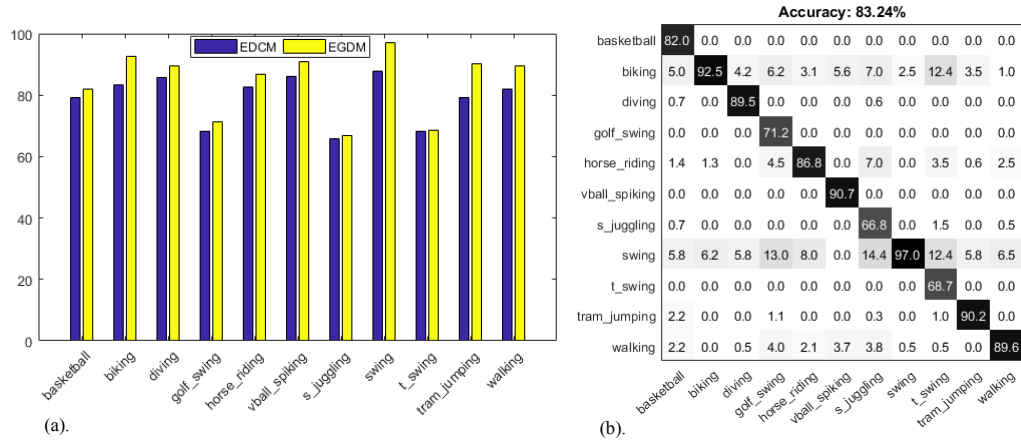 EDCM EGDM
100
80
60
40
20
0
basketball biking diving golf_swing horse_riding vball_spiking s_juggling swing t_swing tram_jumping walking
(a).
Accuracy: 83.24%
basketball 82.0 0.0 0.0 0.0 0.0 0.0 0.0 0.0 0.0 0.0 0.0
biking 5.0 92.5 4.2 6.2 3.1 5.6 7.0 2.5 12.4 3.5 1.0
diving 0.7 0.0 89.5 0.0 0.0 0.0 0.6 0.0 0.0 0.0 0.0
golf_swing 0.0 0.0 0.0 71.2 0.0 0.0 0.0 0.0 0.0 0.0 0.0
horse_riding 1.4 1.3 0.0 4.5 86.8 0.0 7.0 0.0 3.5 0.6 2.5
vball_spiking 0.0 0.0 0.0 0.0 0.0 90.7 0.0 0.0 0.0 0.0 0.0
s_juggling 0.7 0.0 0.0 0.0 0.0 0.0 66.8 0.0 1.5 0.0 0.5
swing 5.8 6.2 5.8 13.0 8.0 0.0 14.4 97.0 12.4 5.8 6.5
t_swing 0.0 0.0 0.0 0.0 0.0 0.0 0.0 0.0 68.7 0.0 0.0
tram_jumping 2.2 0.0 0.0 1.1 0.0 0.0 0.3 0.0 1.0 90.2 0.0
walking 2.2 0.0 0.5 4.0 2.1 3.7 3.8 0.5 0.5 0.0 89.6
basketball biking diving golf_swing horse_riding vball_spiking s_juggling swing t_swing tram_jumping walking
(b).